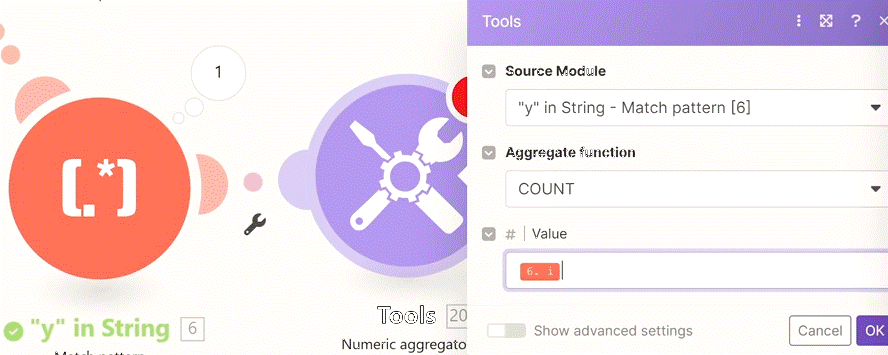 Tools
?
Source Module
"y" in String - Match pattern [6]
Aggregate function
COUNT
# | Value
6. i
Show advanced settings
Cancel
OK
1
(.*)
"y" in String
6
Match pattern
Tools
20
Numeric aggregato